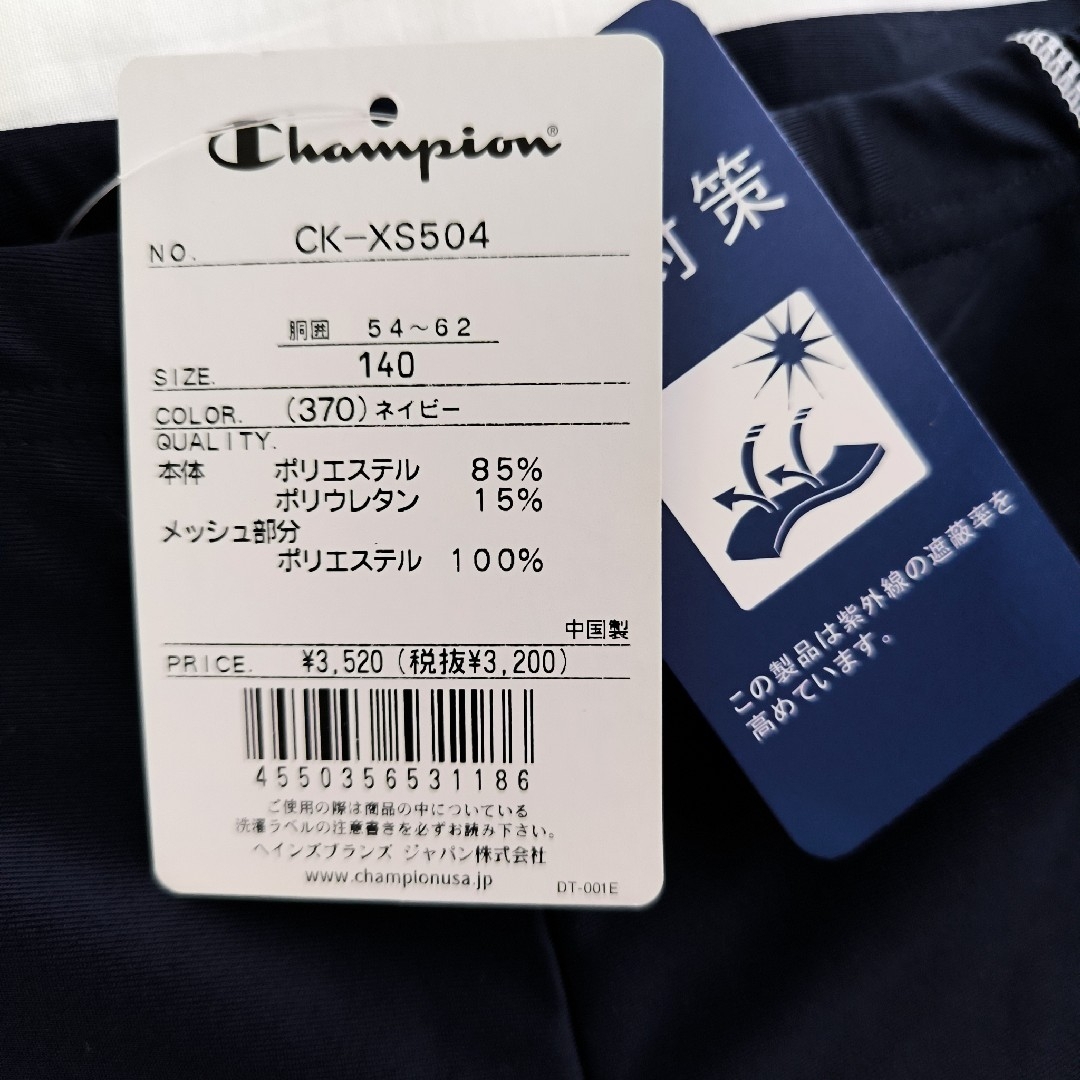 Champion®
NO. CK-XS504
胴囲 54~62
SIZE. 140
COLOR. (370)ネイビー
QUALITY.
本体 ポリエステル 85%
ポリウレタン 15%
メッシュ部分
ポリエステル 100%
中国製
PRICE. ¥3,520(税抜¥3,200)
4550356531186
ご使用の際は商品の中についている
洗濯ラベルの注意書きを必ずお読み下さい。
ヘインズブランズ ジャパン株式会社
www.championusa.jp
DT-001E
対策
この製品は紫外線の遮蔽率を
高めています。